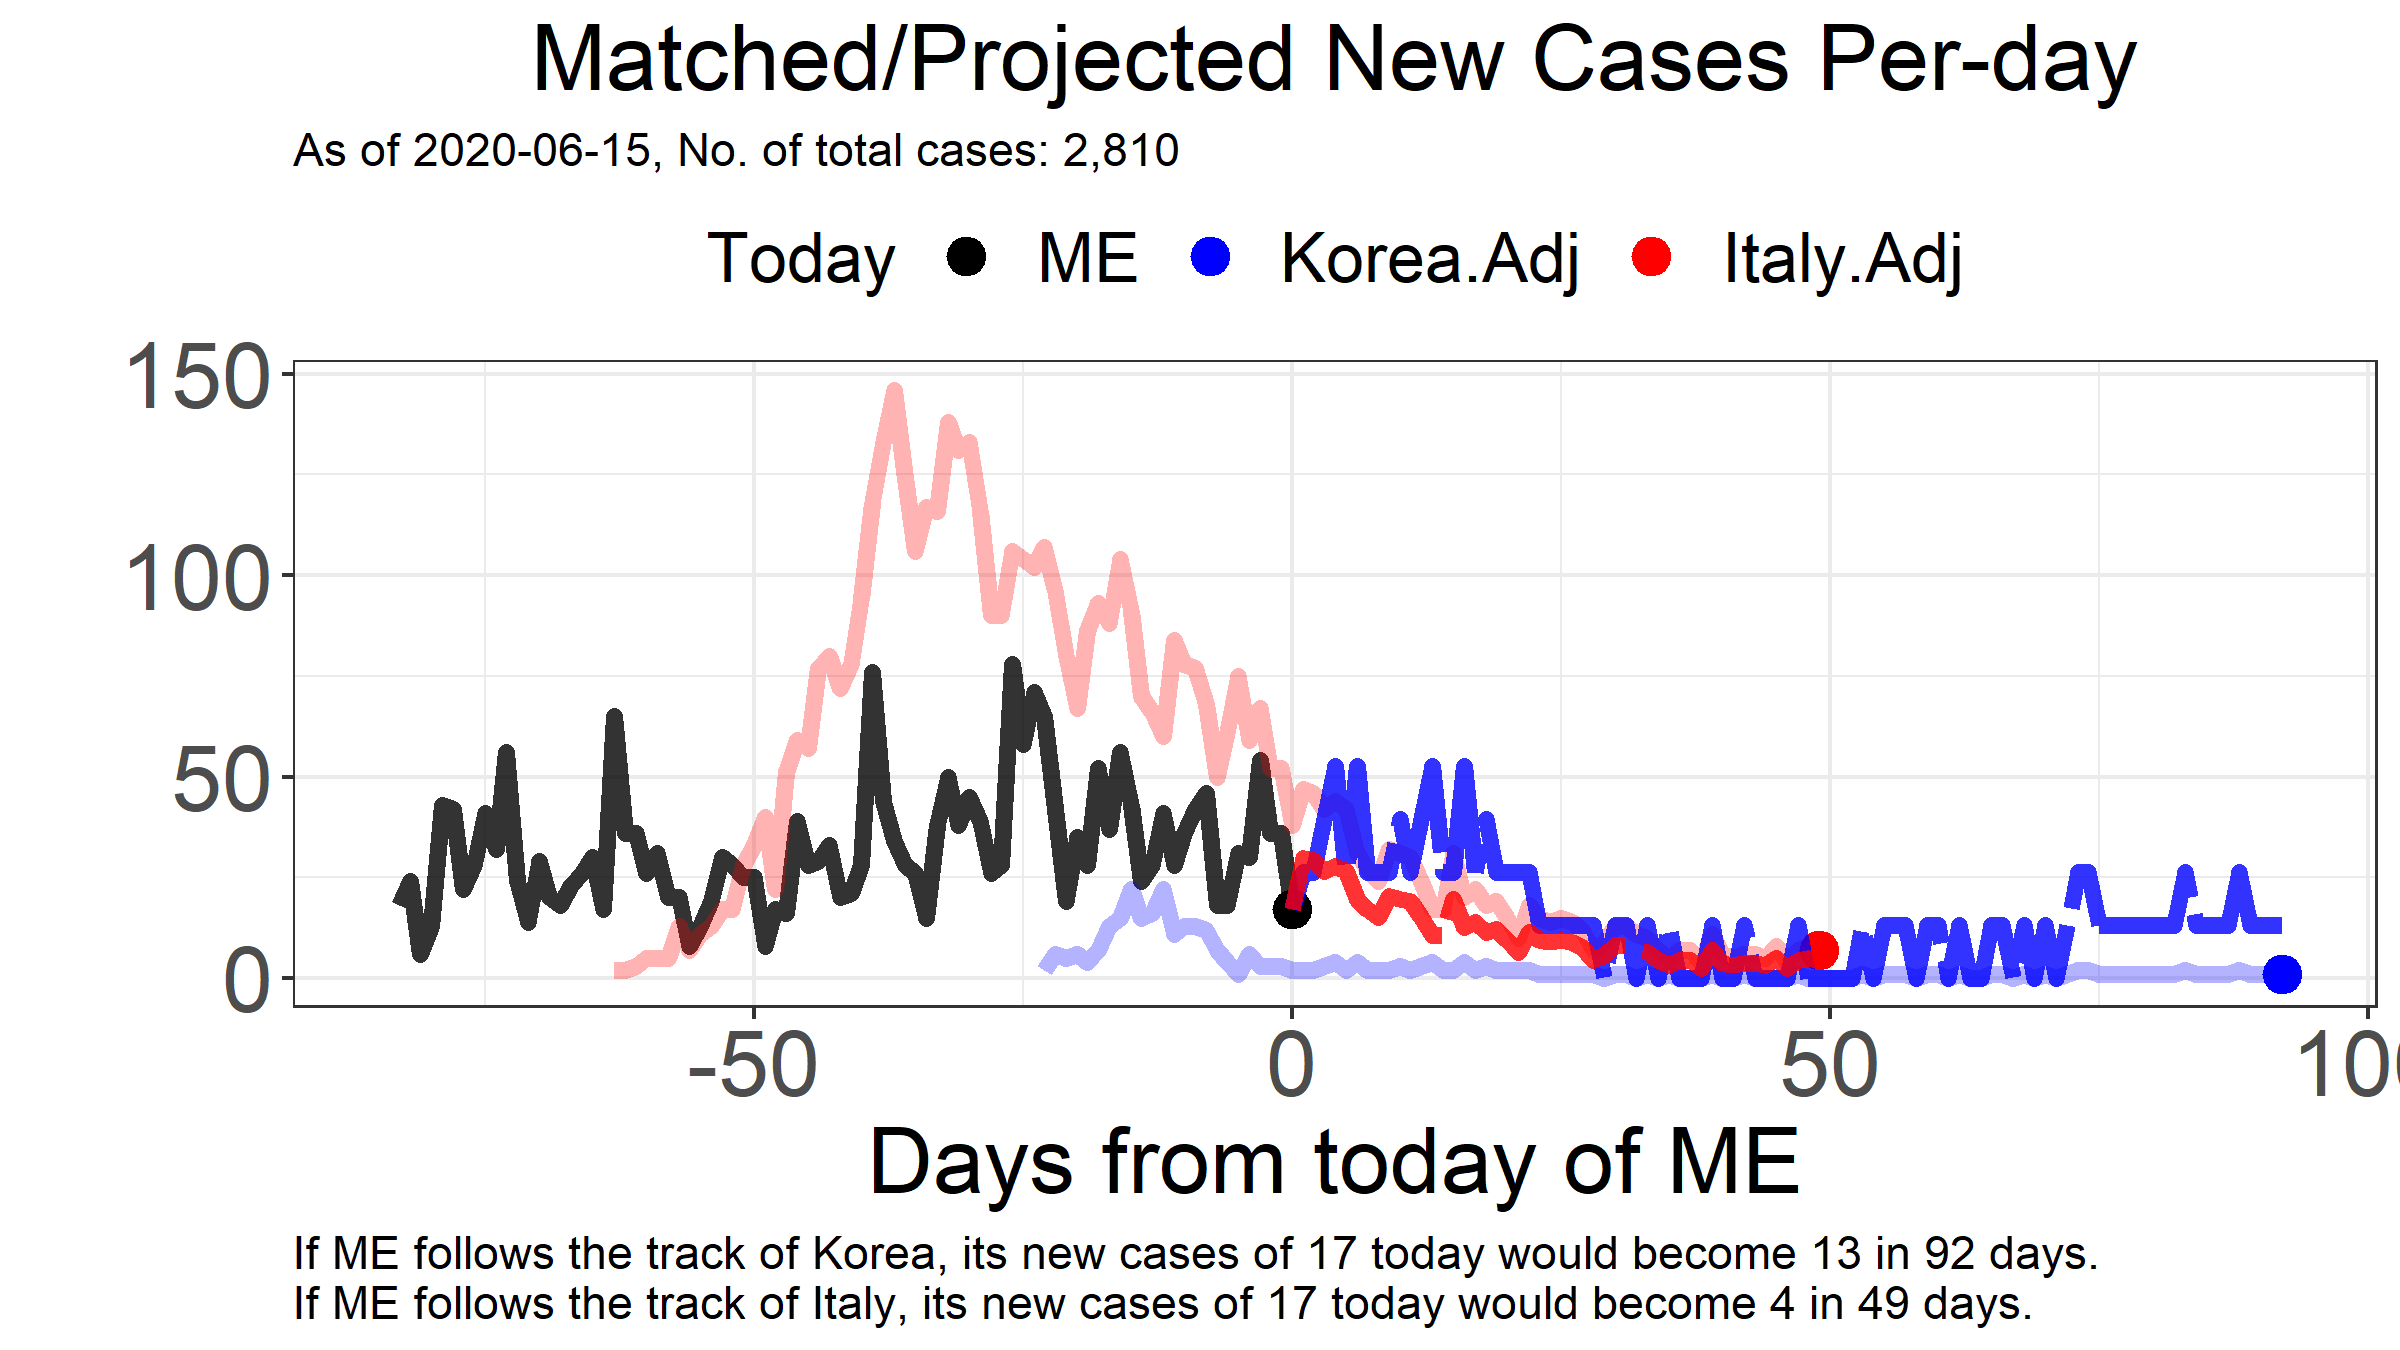 Matched/Projected New Cases Per-day
As of 2020-06-15, No. of total cases: 2,810
Today ME Korea.Adj Italy.Adj
150
100
50
0
-50 0 50 100
Days from today of ME
If ME follows the track of Korea, its new cases of 17 today would become 13 in 92 days.
If ME follows the track of Italy, its new cases of 17 today would become 4 in 49 days.